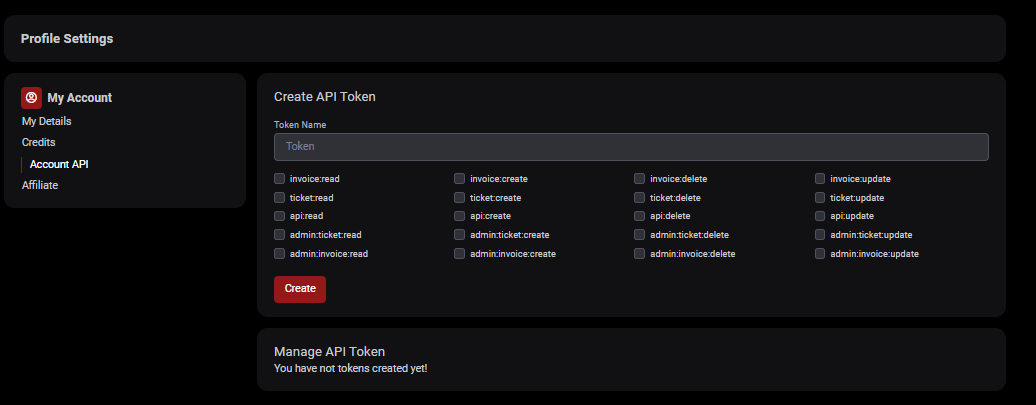 Profile Settings
My Account
My Details
Credits
Account API
Affiliate
Create API Token
Token Name
Token
invoice:read invoice:create invoice:delete invoice:update
ticket:read ticket:create ticket:delete ticket:update
api:read api:create api:delete api:update
admin:ticket:read admin:ticket:create admin:ticket:delete admin:ticket:update
admin:invoice:read admin:invoice:create admin:invoice:delete admin:invoice:update
Create
Manage API Token
You have not tokens created yet!